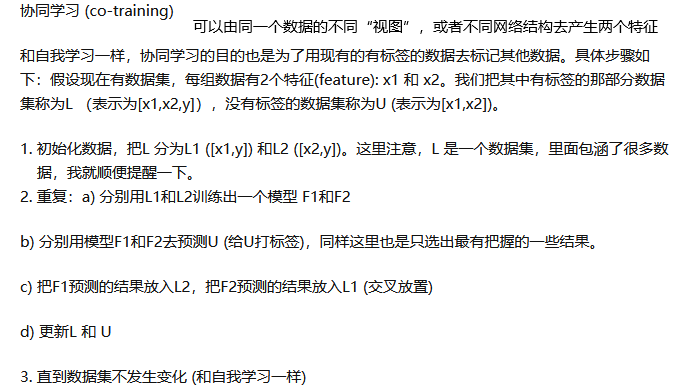 协同学习 (co-training)
可以由同一个数据的不同“视图”，或者不同网络结构去产生两个特征
和自我学习一样，协同学习的目的也是为了用现有的有标签的数据去标记其他数据。具体步骤如
下：假设现在有数据集，每组数据有2个特征(feature): x1 和 x2。我们把其中有标签的那部分数据
集称为L （表示为[x1,x2,y]），没有标签的数据集称为U (表示为[x1,x2])。
1. 初始化数据，把L 分为L1 ([x1,y]) 和L2 ([x2,y])。这里注意，L 是一个数据集，里面包涵了很多数
据，我就顺便提醒一下。
2. 重复：a) 分别用L1和L2训练出一个模型 F1和F2
b) 分别用模型F1和F2去预测U (给U打标签)，同样这里也是只选出最有把握的一些结果。
c) 把F1预测的结果放入L2，把F2预测的结果放入L1 (交叉放置)
d) 更新L 和 U
3. 直到数据集不发生变化 (和自我学习一样)